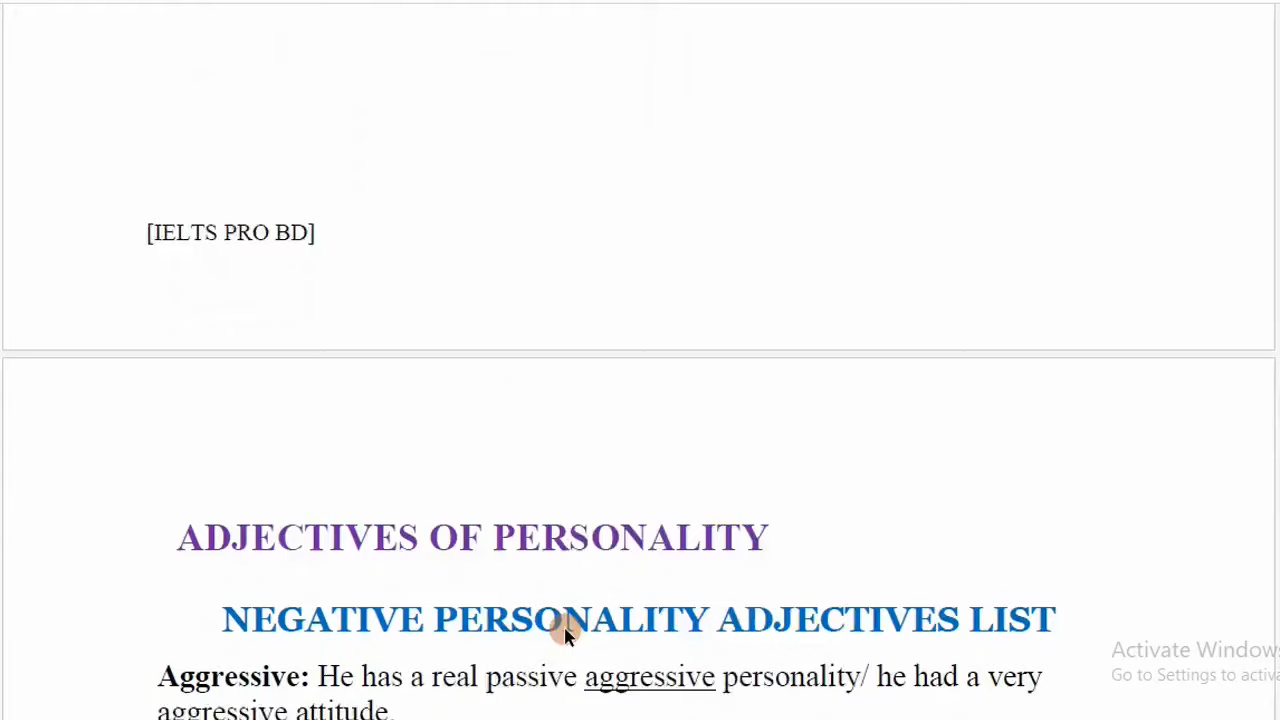 [IELTS PRO BD]
ADJECTIVES OF PERSONALITY
NEGATIVE PERSONALITY ADJECTIVES LIST
Aggressive: He has a real passive aggressive personality/ he had a very
aggressive attitude.
Activate Windows
Go to Settings to activa